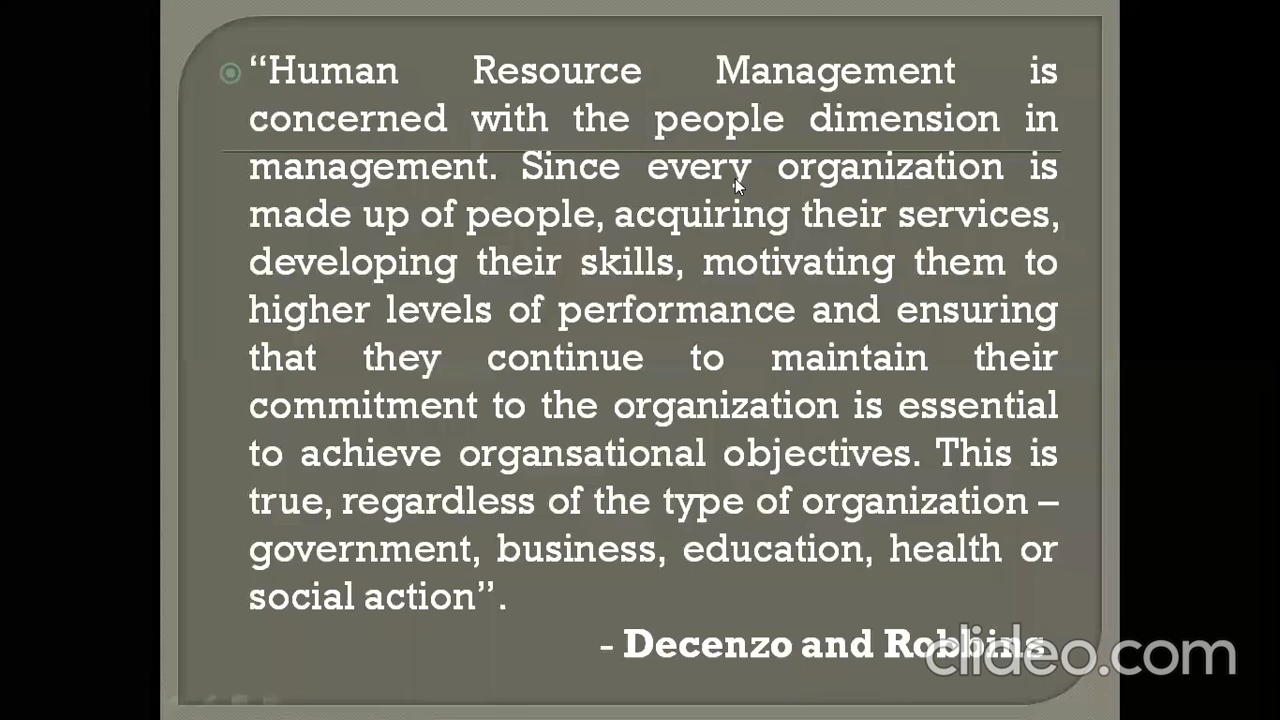 “Human Resource Management is
concerned with the people dimension in
management. Since every organization is
made up of people, acquiring their services,
developing their skills, motivating them to
higher levels of performance and ensuring
that they continue to maintain their
commitment to the organization is essential
to achieve organsational objectives. This is
true, regardless of the type of organization –
government, business, education, health or
social action”.
- Decenzo and Robbins
clideo.com